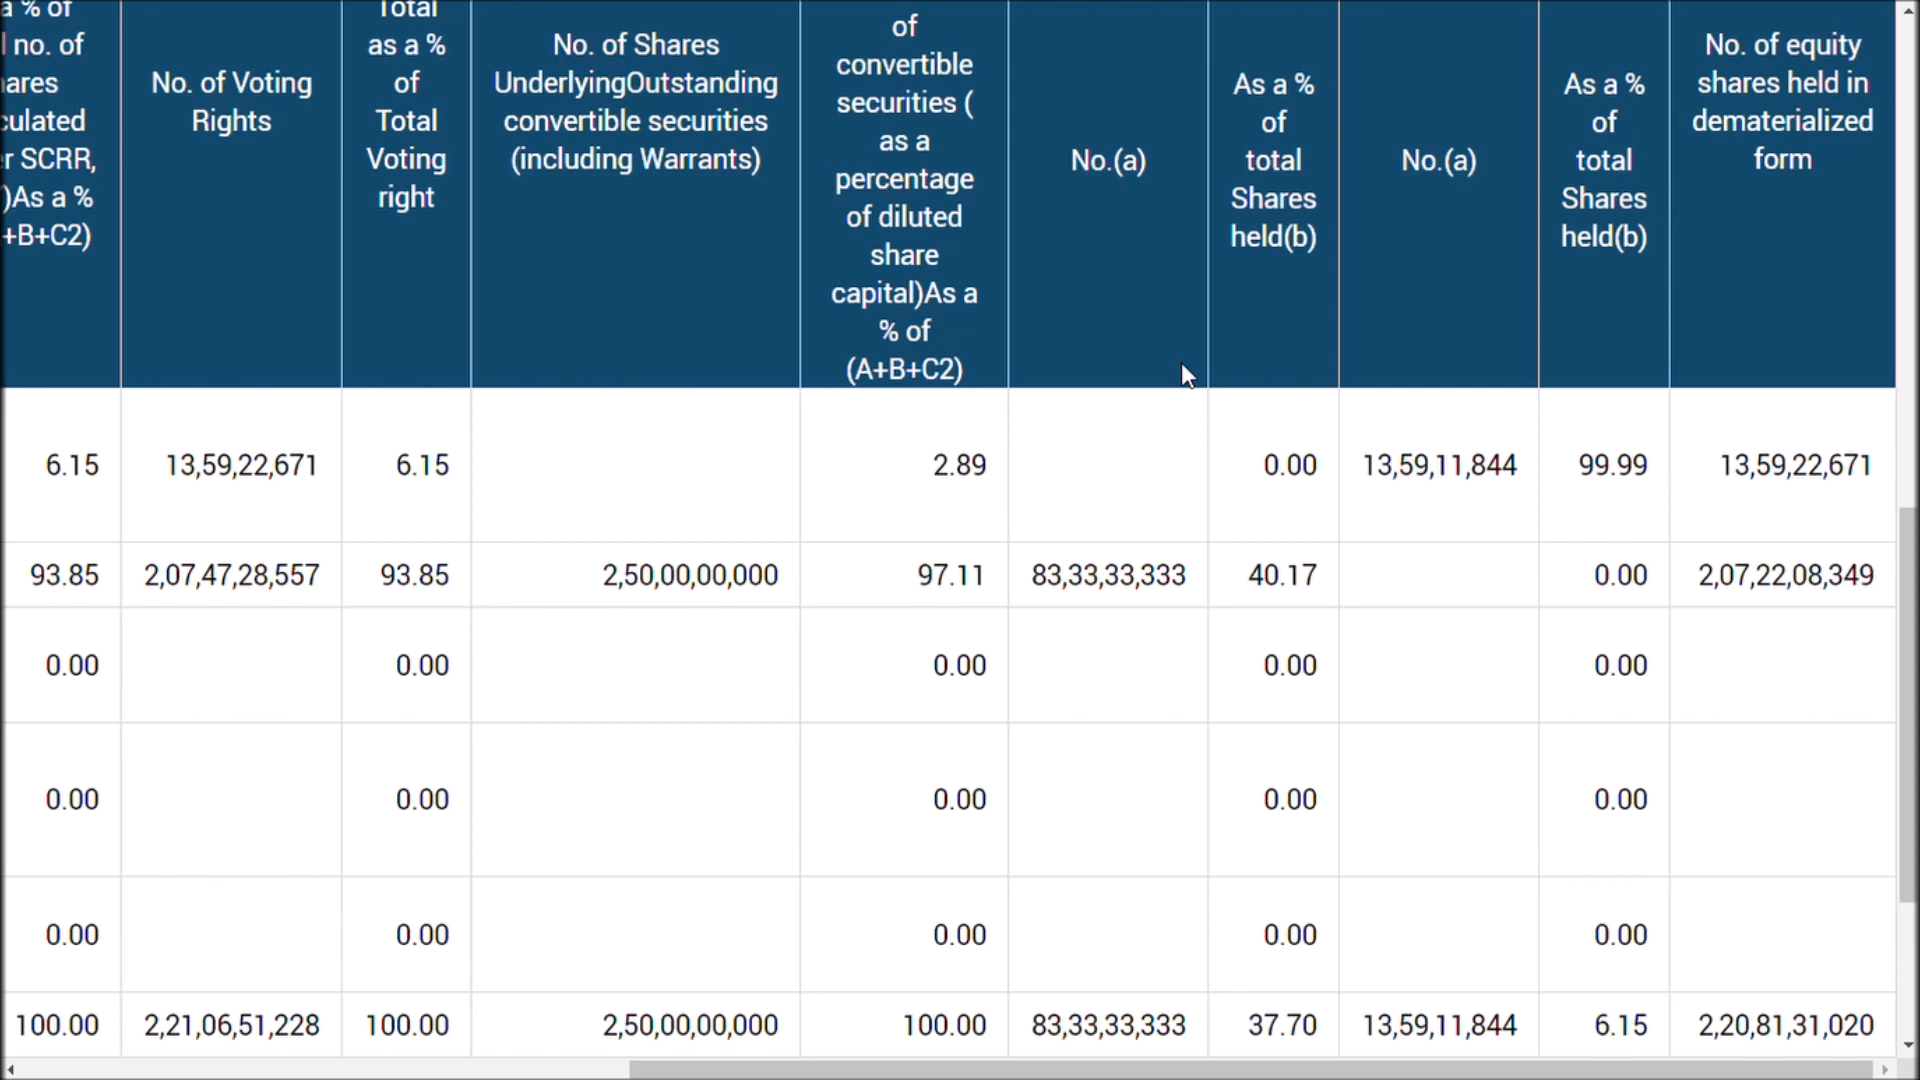 a % of
no. of
SCRR,
)As a %
+B+C2)
No. of Voting
Rights
Total
as a %
of
Total
Voting
right
No. of Shares
UnderlyingOutstanding
convertible securities
(including Warrants)
of
convertible
securities (
as a
percentage
of diluted
share
capital)As a
% of
(A+B+C2)
No.(a)
As a %
of
total
Shares
held(b)
No.(a)
As a %
of
total
Shares
held(b)
No. of equity
shares held in
dematerialized
form
6.15 13,59,22,671 6.15 2.89 0.00 13,59,11,844 99.99 13,59,22,671
93.85 2,07,47,28,557 93.85 2,50,00,00,000 97.11 83,33,33,333 40.17 0.00 2,07,22,08,349
0.00 0.00 0.00 0.00 0.00
0.00 0.00 0.00 0.00 0.00
0.00 0.00 0.00 0.00 0.00
100.00 2,21,06,51,228 100.00 2,50,00,00,000 100.00 83,33,33,333 37.70 13,59,11,844 6.15 2,20,81,31,020